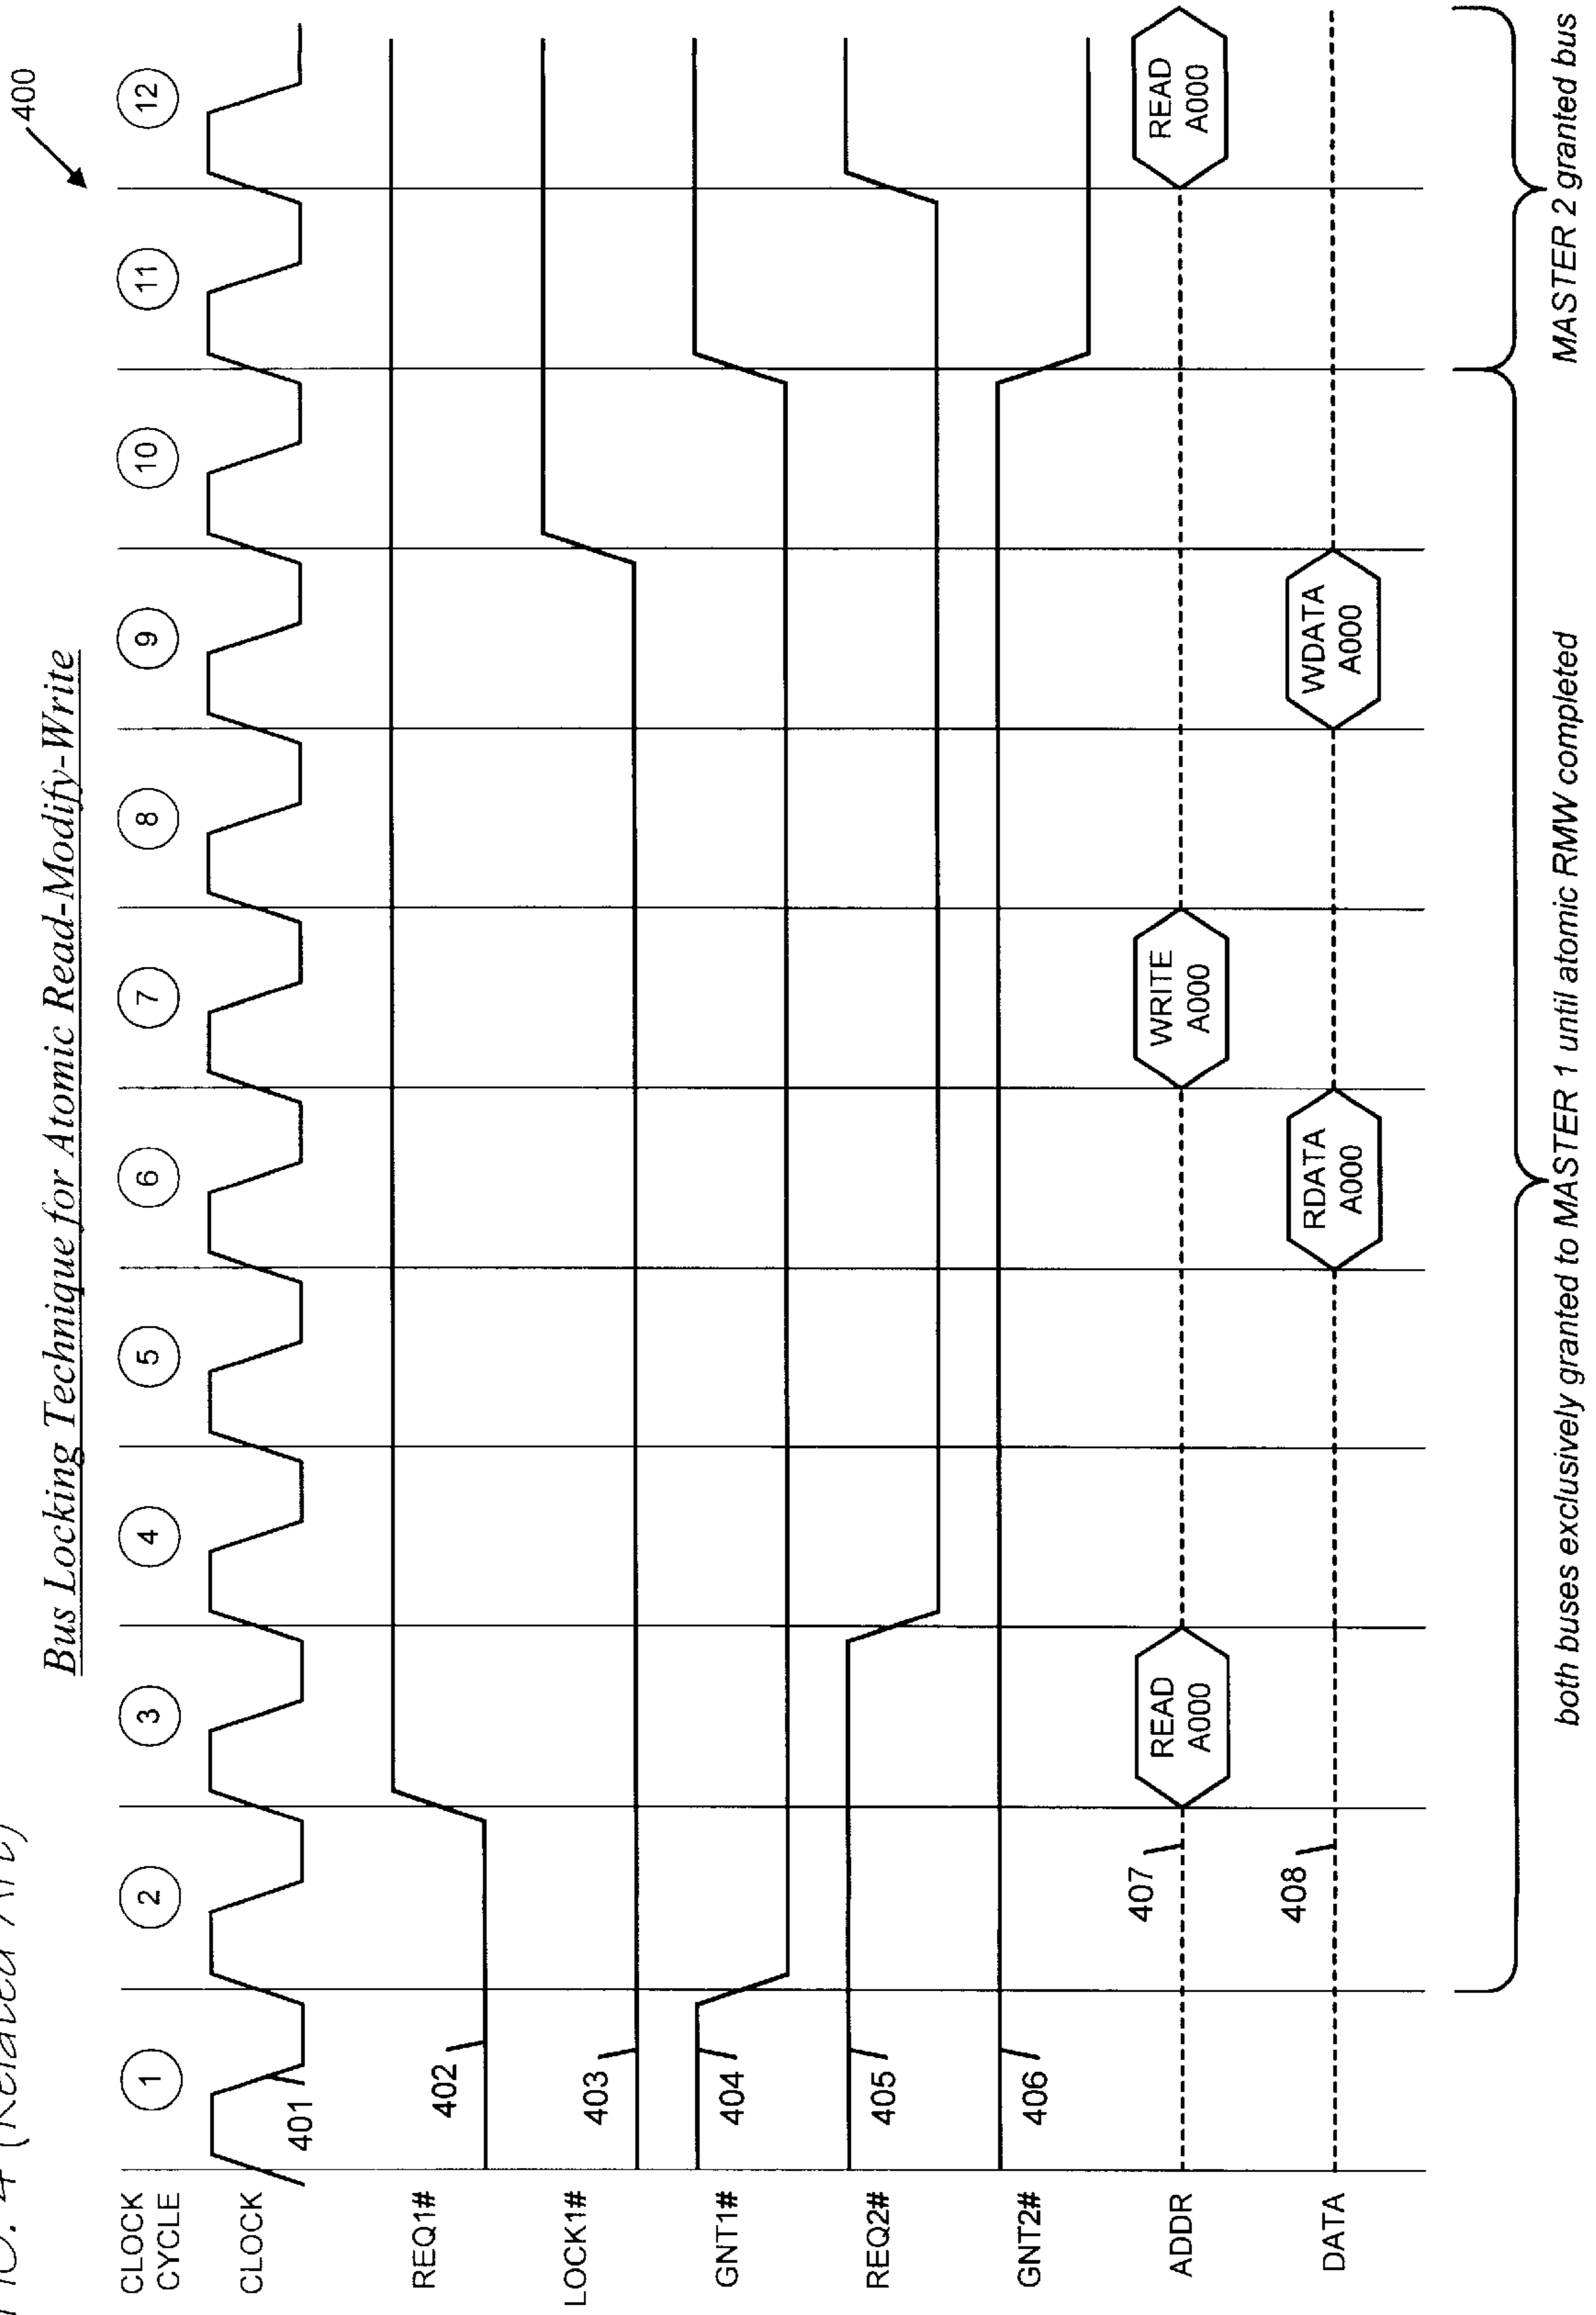 4 (Related Art)
Bus Locking Technique for Atomic Read-Modify-Write
400
CLOCK
CYCLE
1 2 3 4 5 6 7 8 9 10 11 12
CLOCK
401
REQ1#
402
LOCK1#
403
GNT1#
404
REQ2#
405
GNT2#
406
ADDR
407
READ
A000
WRITE
A000
READ
A000
DATA
408
RDATA
A000
WDATA
A000
both buses exclusively granted to MASTER 1 until atomic RMW completed
MASTER 2 granted bus